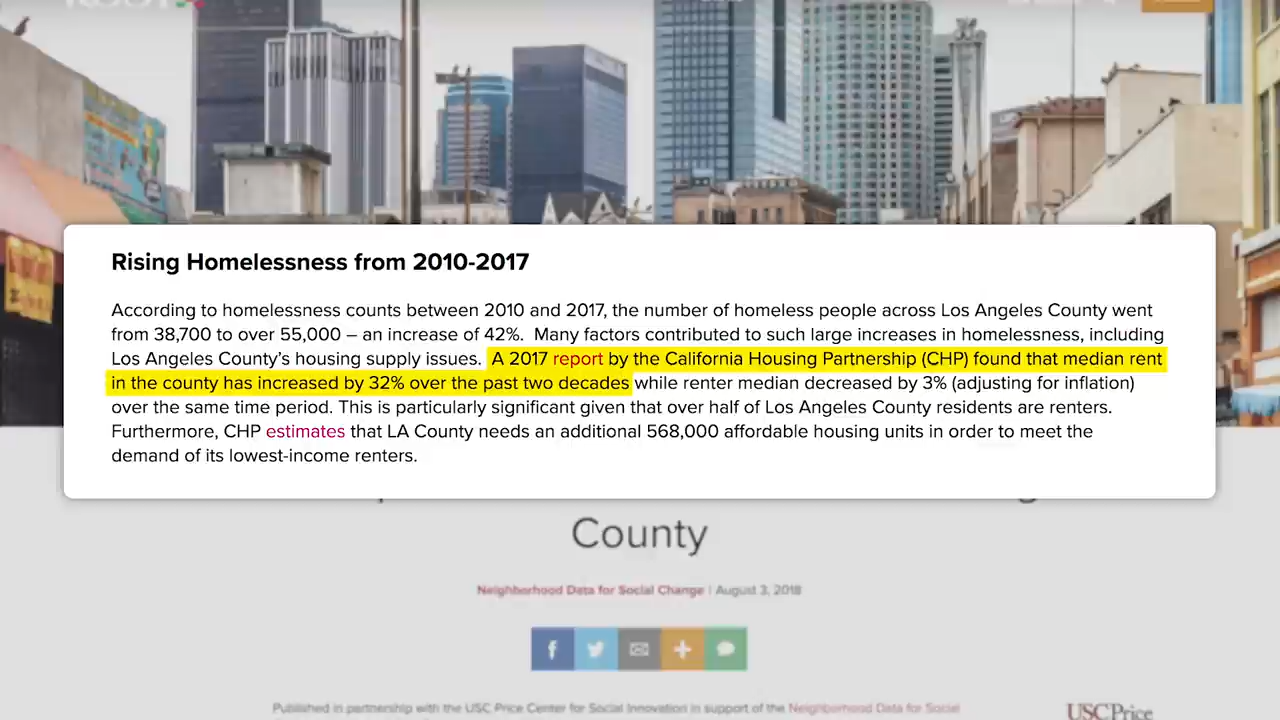 Rising Homelessness from 2010-2017
According to homelessness counts between 2010 and 2017, the number of homeless people across Los Angeles County went
from 38,700 to over 55,000 – an increase of 42%. Many factors contributed to such large increases in homelessness, including
Los Angeles County's housing supply issues. A 2017 report by the California Housing Partnership (CHP) found that median rent
in the county has increased by 32% over the past two decades while renter median decreased by 3% (adjusting for inflation)
over the same time period. This is particularly significant given that over half of Los Angeles County residents are renters.
Furthermore, CHP estimates that LA County needs an additional 568,000 affordable housing units in order to meet the
demand of its lowest-income renters.
County
Neighborhood Data for Social Change | August 3, 2018
Published in partnership with the USC Price Center for Social Innovation in support of the Neighborhood Data for Social
USCPrice